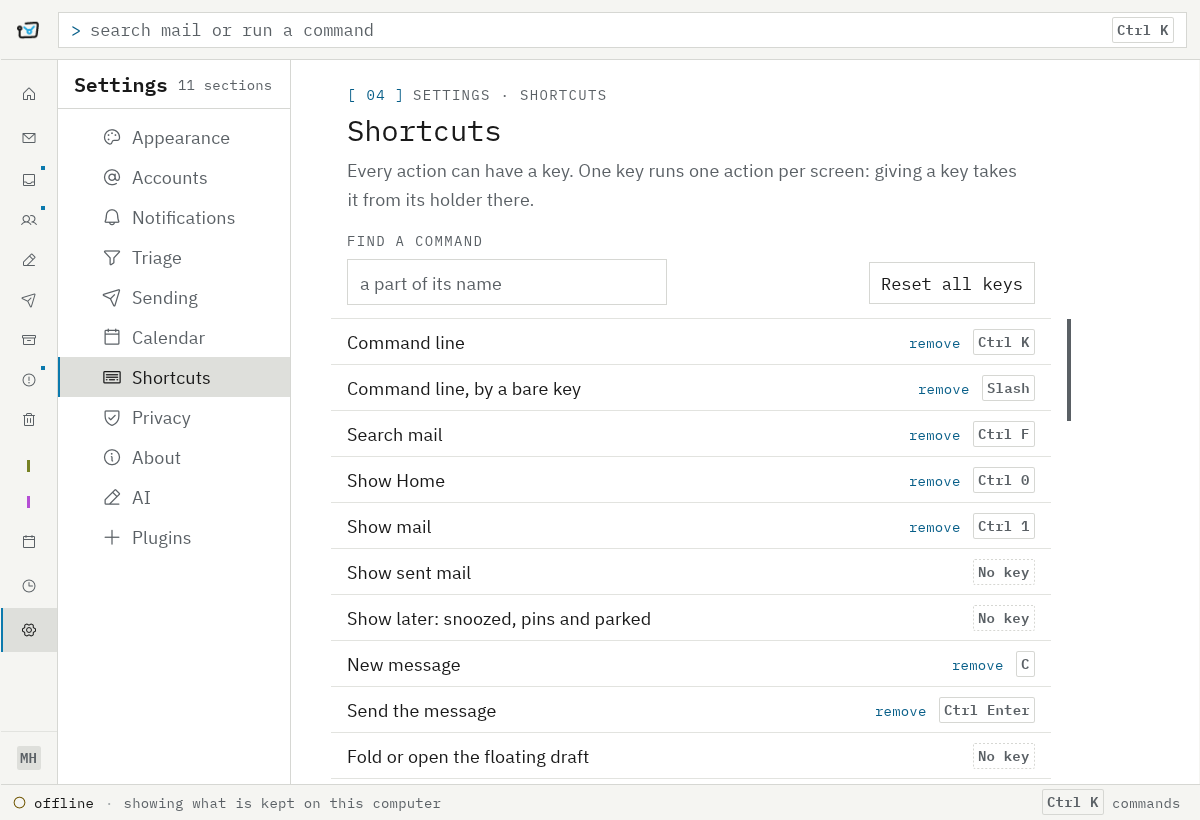 > search mail or run a command Ctrl K
Settings 11 sections
Appearance
Accounts
Notifications
Triage
Sending
Calendar
Shortcuts
Privacy
About
AI
Plugins
MH
[ 04 ] SETTINGS · SHORTCUTS
Shortcuts
Every action can have a key. One key runs one action per screen: giving a key takes
it from its holder there.
FIND A COMMAND
a part of its name
Reset all keys
Command line remove Ctrl K
Command line, by a bare key remove Slash
Search mail remove Ctrl F
Show Home remove Ctrl 0
Show mail remove Ctrl 1
Show sent mail No key
Show later: snoozed, pins and parked No key
New message remove C
Send the message remove Ctrl Enter
Fold or open the floating draft No key
offline · showing what is kept on this computer
Ctrl K commands